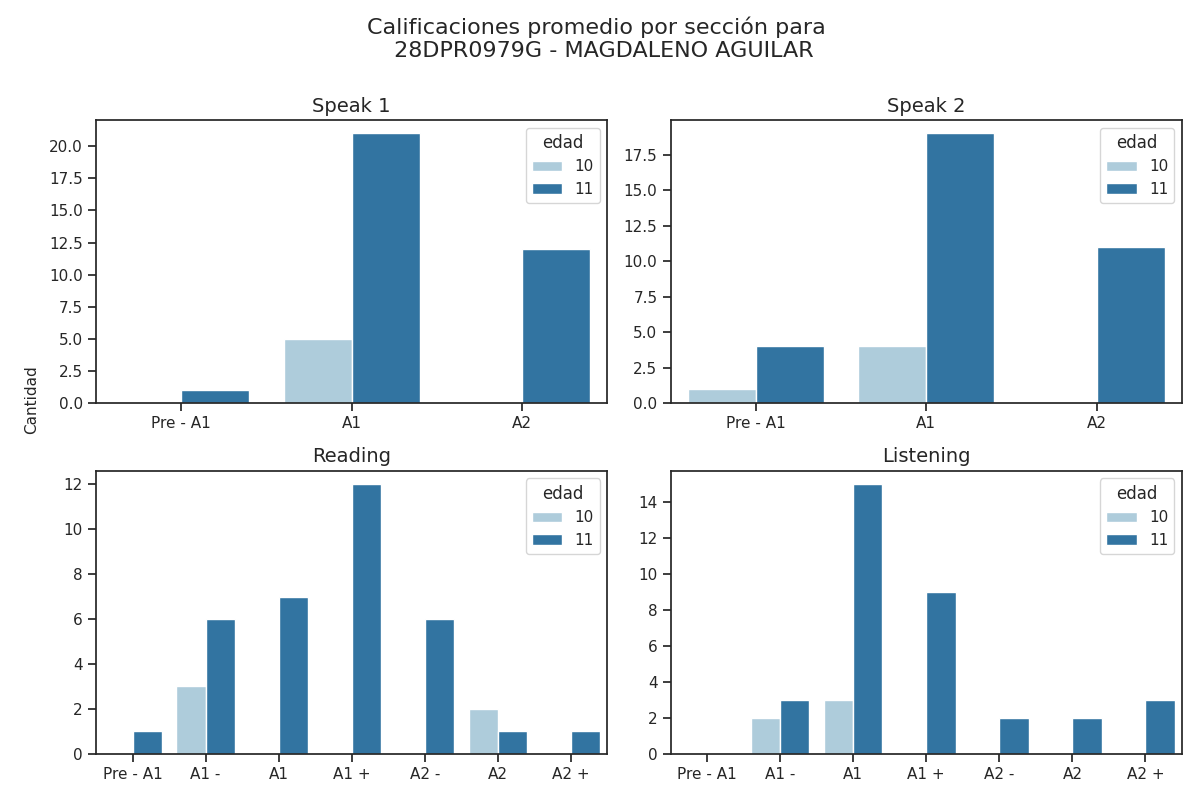 Calificaciones promedio por sección para
28DPR0979G - MAGDALENO AGUILAR
Speak 1
20.0
17.5
15.0
12.5
10.0
7.5
5.0
2.5
0.0
Pre - A1 A1 A2
edad
10
11
Speak 2
17.5
15.0
12.5
10.0
7.5
5.0
2.5
0.0
Pre - A1 A1 A2
edad
10
11
Cantidad
Reading
12
10
8
6
4
2
0
Pre - A1 A1 - A1 A1 + A2 - A2 A2 +
edad
10
11
Listening
14
12
10
8
6
4
2
0
Pre - A1 A1 - A1 A1 + A2 - A2 A2 +
edad
10
11